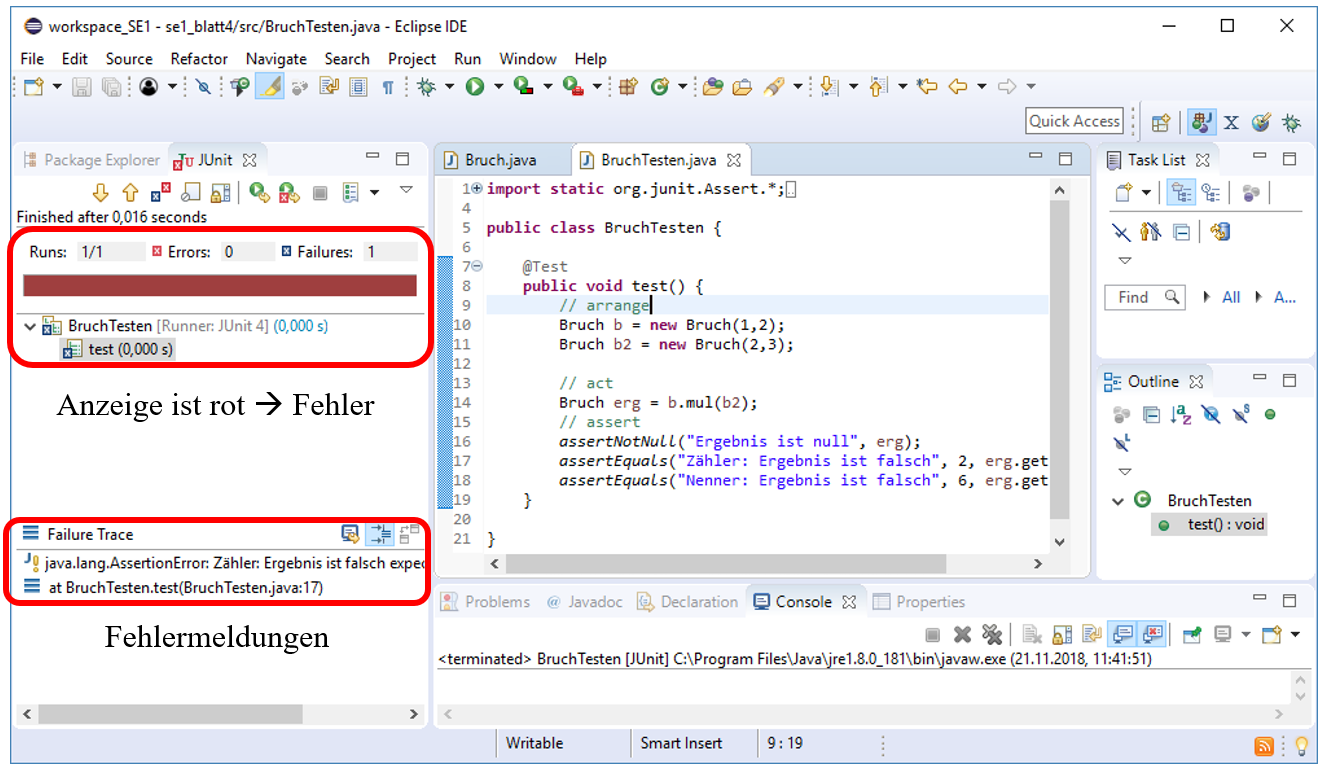 workspace_SE1 - se1_blatt4/src/BruchTesten.java - Eclipse IDE
File Edit Source Refactor Navigate Search Project Run Window Help
Quick Access
Package Explorer JUnit
Finished after 0,016 seconds
Runs: 1/1 Errors: 0 Failures: 1
BruchTesten [Runner: JUnit 4] (0,000 s)
test (0,000 s)
Anzeige ist rot → Fehler
Failure Trace
java.lang.AssertionError: Zähler: Ergebnis ist falsch expec
at BruchTesten.test(BruchTesten.java:17)
Fehlermeldungen
Bruch.java BruchTesten.java
1 import static org.junit.Assert.*;
4
5 public class BruchTesten {
6
7 @Test
8 public void test() {
9 // arrange
10 Bruch b = new Bruch(1,2);
11 Bruch b2 = new Bruch(2,3);
12
13 // act
14 Bruch erg = b.mul(b2);
15 // assert
16 assertNotNull("Ergebnis ist null", erg);
17 assertEquals("Zähler: Ergebnis ist falsch", 2, erg.get
18 assertEquals("Nenner: Ergebnis ist falsch", 6, erg.get
19 }
20
21 }
Task List
Find All A...
Outline
BruchTesten
test() : void
Problems Javadoc Declaration Console Properties
<terminated> BruchTesten [JUnit] C:\Program Files\Java\jre1.8.0_181\bin\javaw.exe (21.11.2018, 11:41:51)
Writable Smart Insert 9 : 19